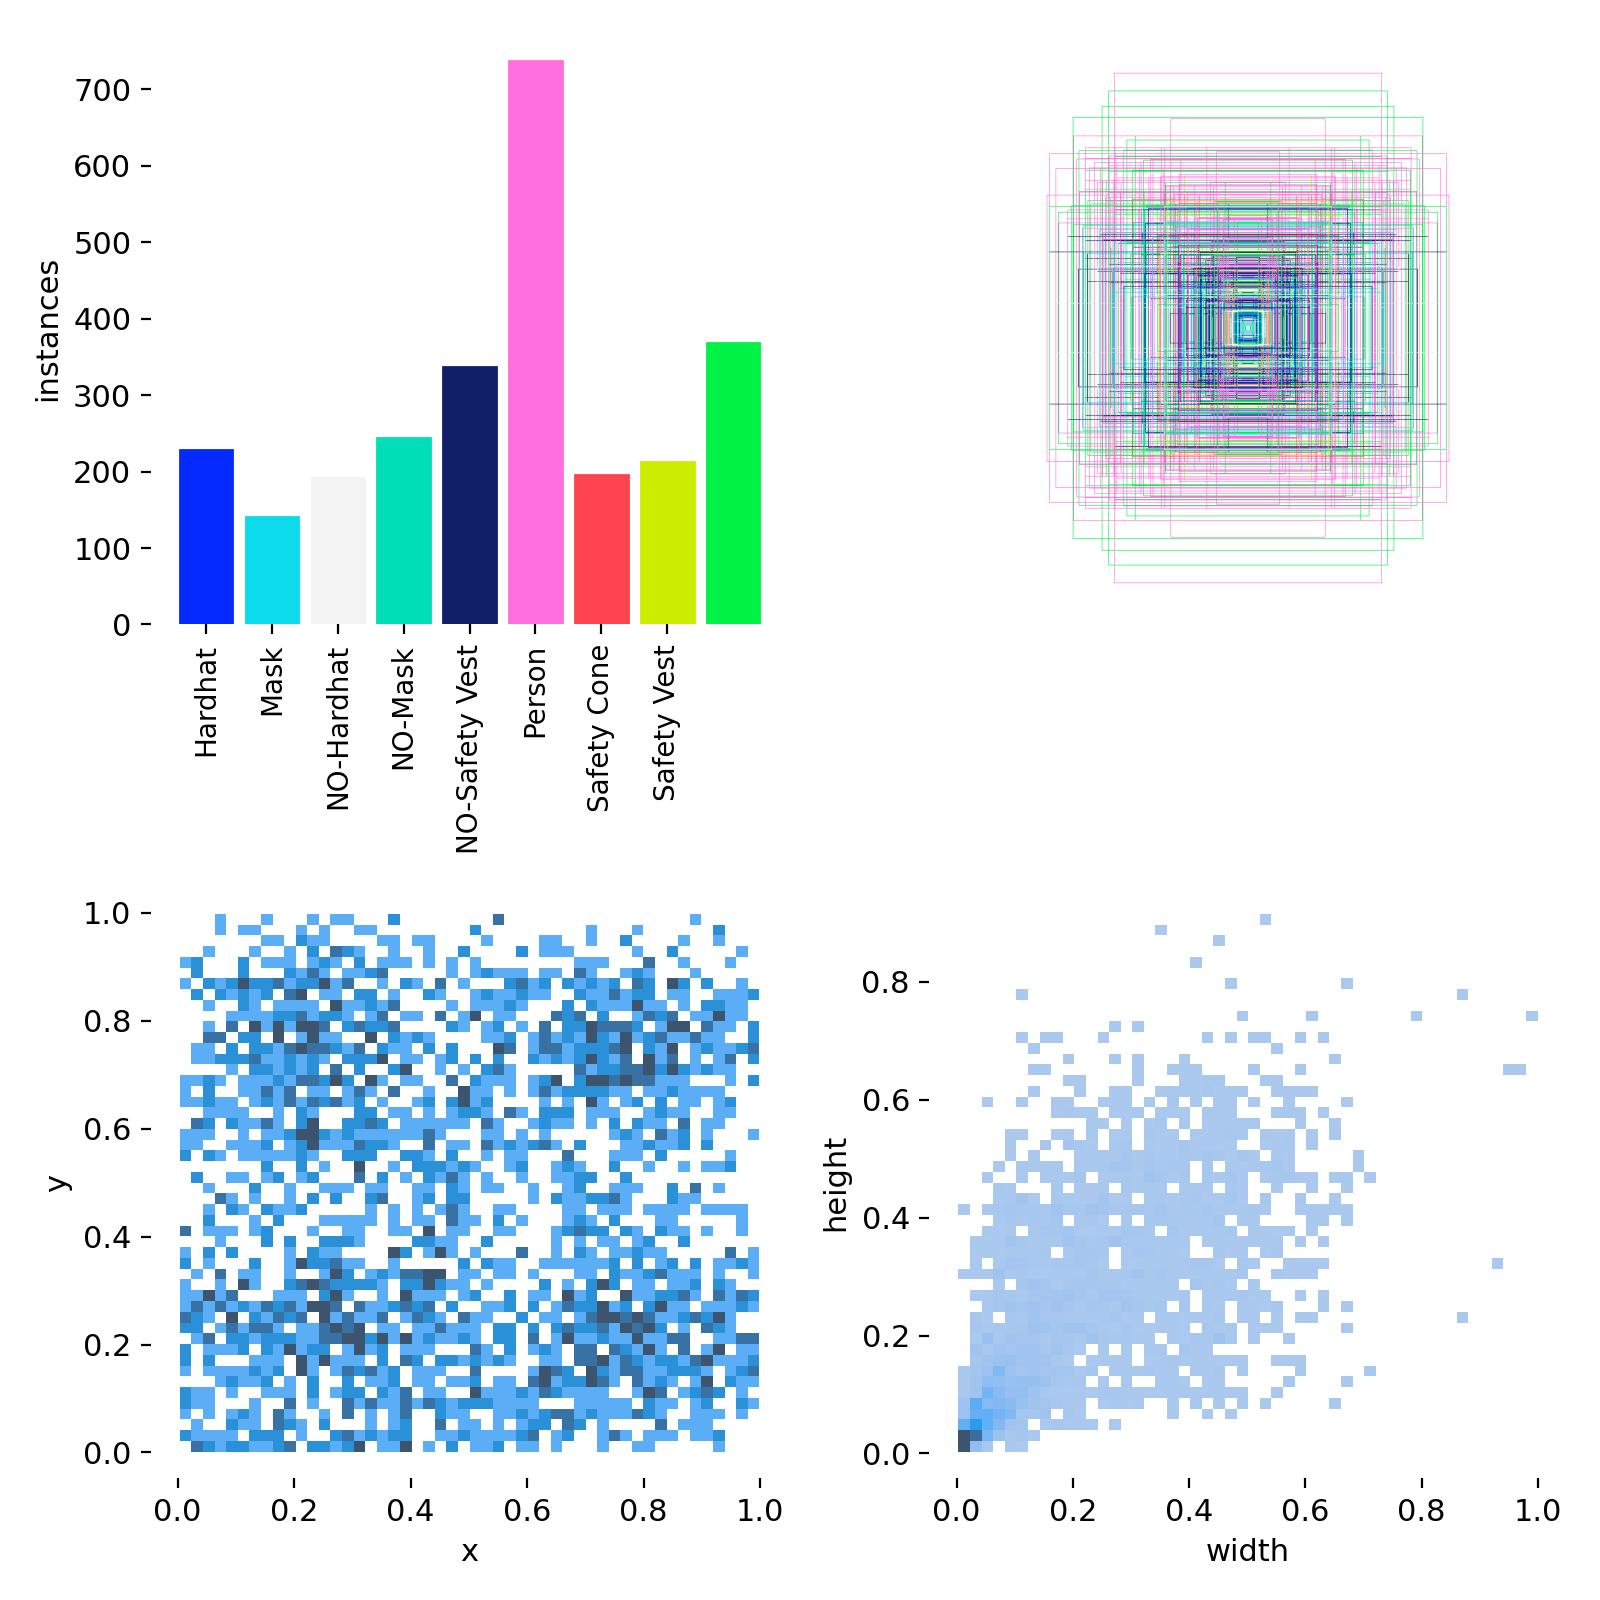 700
600
500
400
300
200
100
0
instances
Hardhat
Mask
NO-Hardhat
NO-Mask
NO-Safety Vest
Person
Safety Cone
Safety Vest
1.0
0.8
0.6
0.4
0.2
0.0
y
0.0 0.2 0.4 0.6 0.8 1.0
x
0.8
0.6
0.4
0.2
0.0
height
0.0 0.2 0.4 0.6 0.8 1.0
width